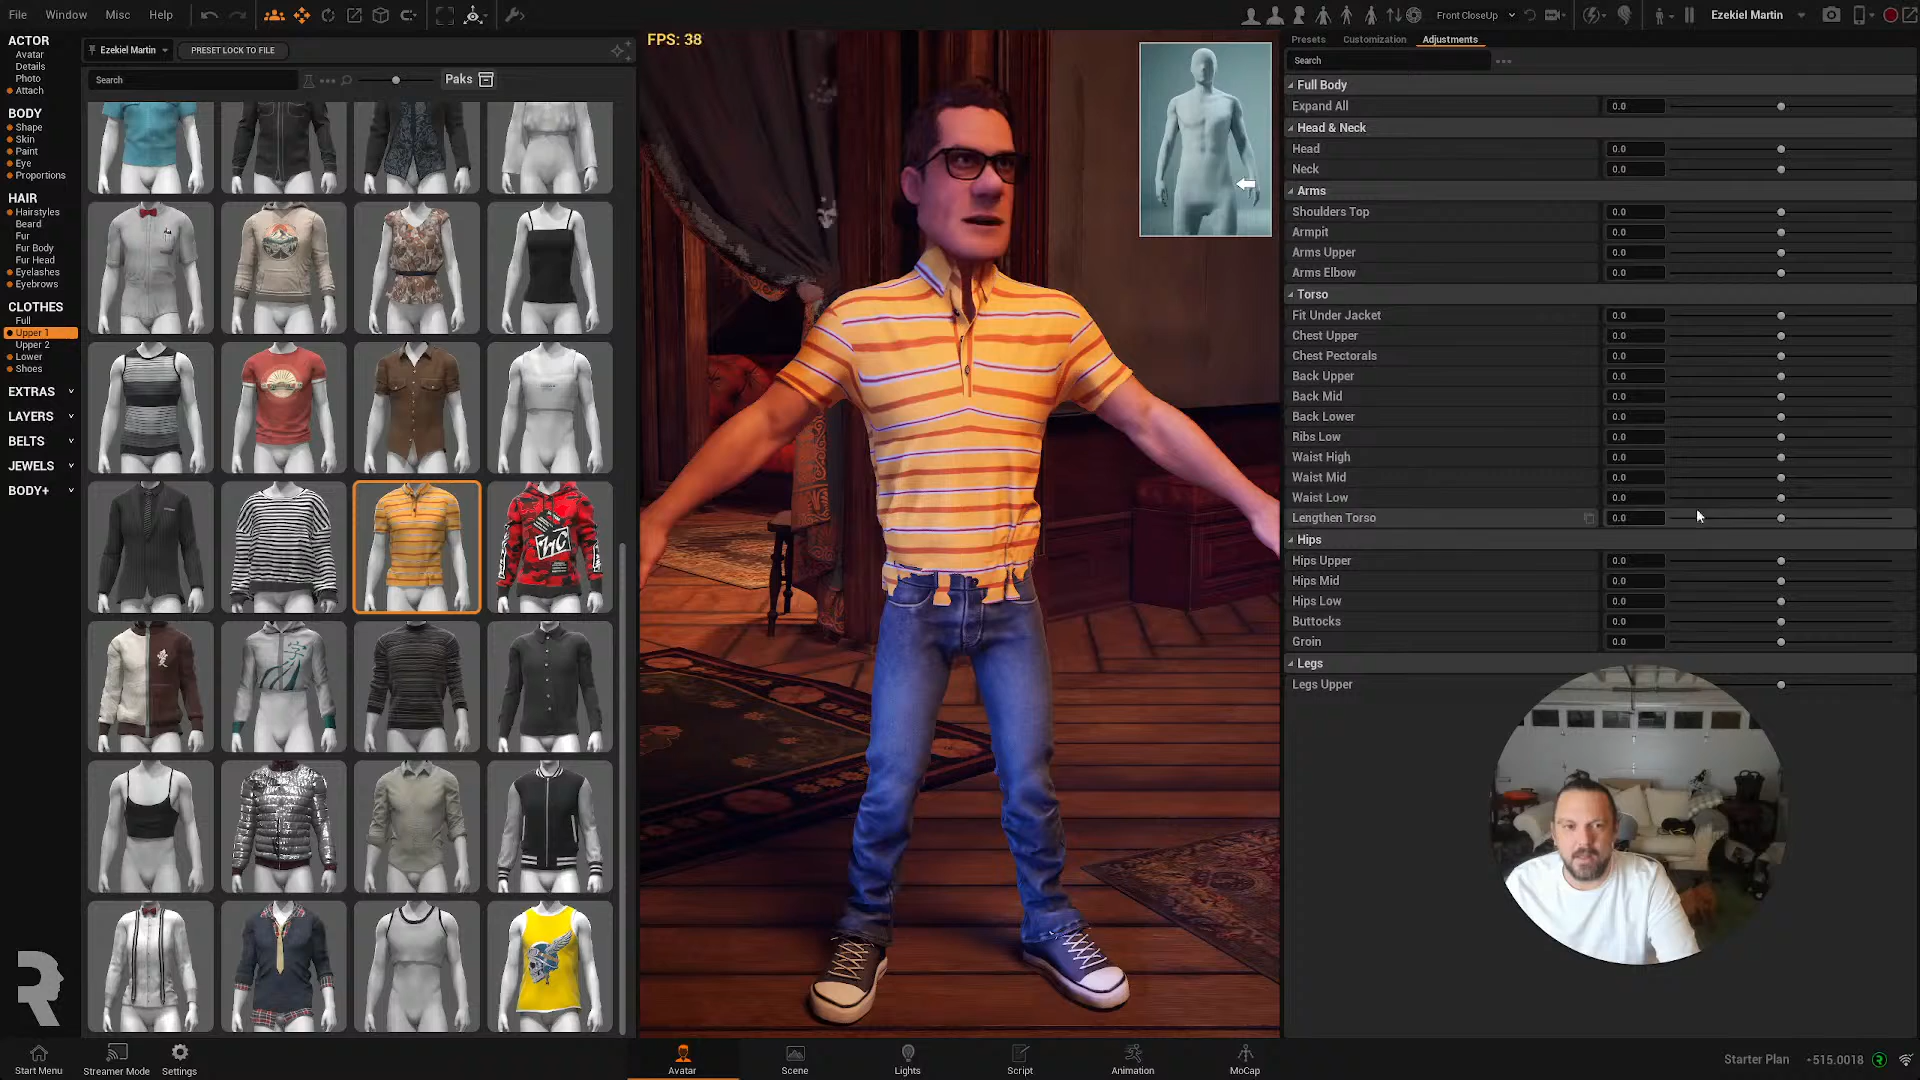 File
Window
Misc
Help
Front CloseUp
Ezekiel Martin
ACTOR
Avatar
Details
Photo
Attach
BODY
Shape
Skin
Paint
Eye
Proportions
HAIR
Hairstyles
Beard
Fur
Fur Body
Fur Head
Eyelashes
Eyebrows
CLOTHES
Full
Upper 1
Upper 2
Lower
Shoes
EXTRAS
LAYERS
BELTS
JEWELS
BODY+
Ezekiel Martin
PRESET LOCK TO FILE
Search
Paks
FPS: 38
Presets
Customization
Adjustments
Search
Full Body
Expand All 0.0
Head & Neck
Head 0.0
Neck 0.0
Arms
Shoulders Top 0.0
Armpit 0.0
Arms Upper 0.0
Arms Elbow 0.0
Torso
Fit Under Jacket 0.0
Chest Upper 0.0
Chest Pectorals 0.0
Back Upper 0.0
Back Mid 0.0
Back Lower 0.0
Ribs Low 0.0
Waist High 0.0
Waist Mid 0.0
Waist Low 0.0
Lengthen Torso 0.0
Hips
Hips Upper 0.0
Hips Mid 0.0
Hips Low 0.0
Buttocks 0.0
Groin 0.0
Legs
Legs Upper
Start Menu
Streamer Mode
Settings
Avatar
Scene
Lights
Script
Animation
MoCap
Starter Plan
+515.0018